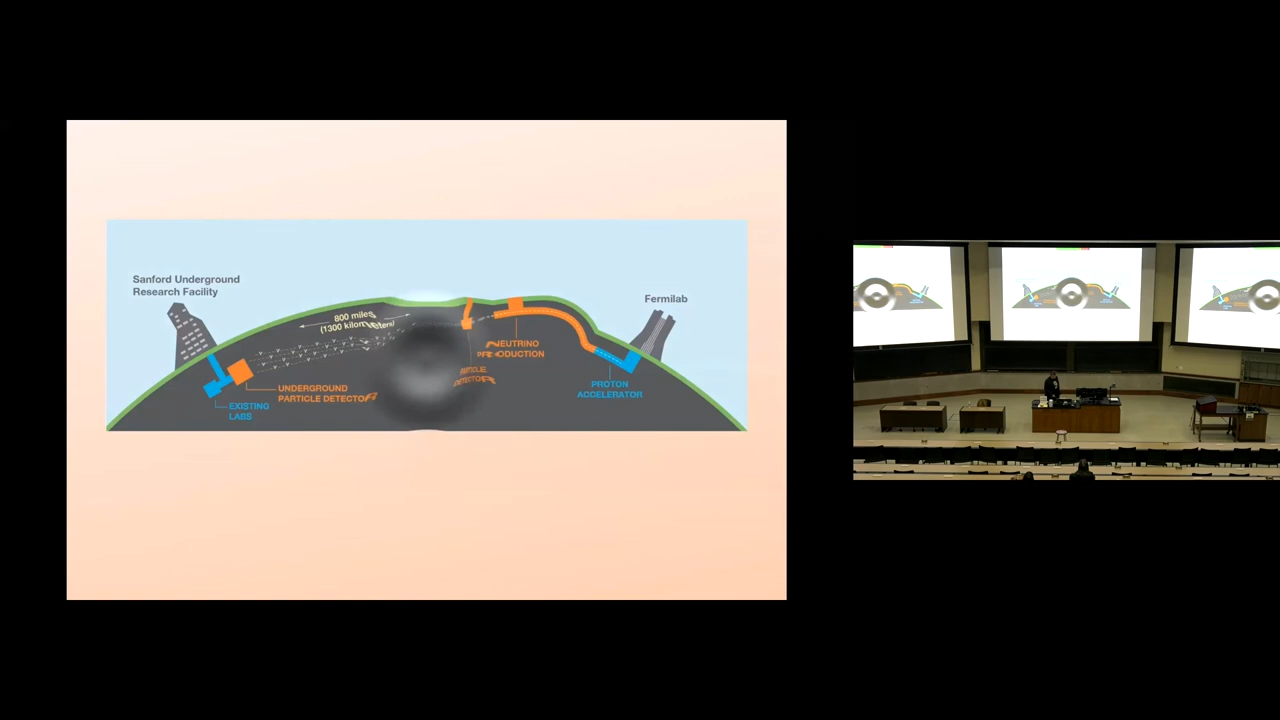 Sanford Underground
Research Facility
Fermilab
800 miles
(1300 kilometers)
NEUTRINO
PRODUCTION
PARTICLE
DETECTOR
UNDERGROUND
PARTICLE DETECTOR
EXISTING
LABS
PROTON
ACCELERATOR